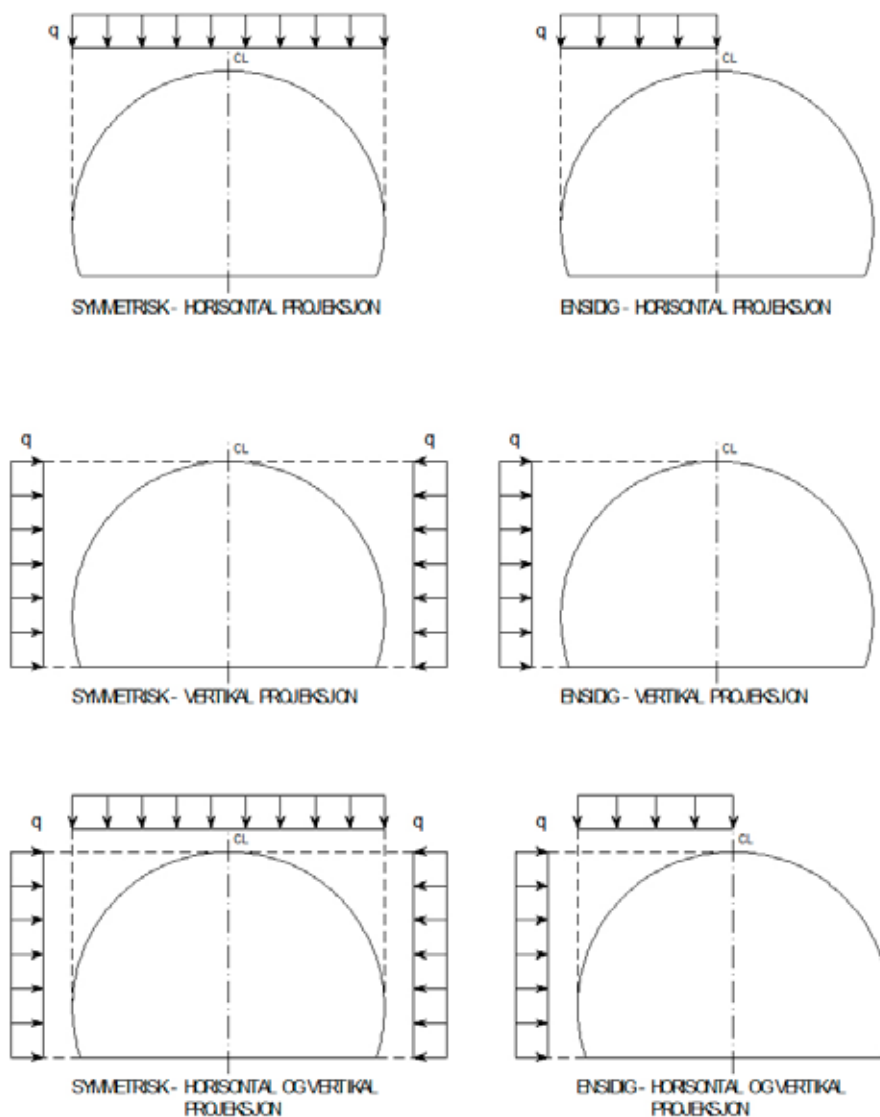 q
CL
SYMMETRISK - HORISONTAL PROJEKSJON
q
CL
ENSIDIG - HORISONTAL PROJEKSJON
q
CL
q
SYMMETRISK - VERTIKAL PROJEKSJON
q
CL
ENSIDIG - VERTIKAL PROJEKSJON
q
CL
q
SYMMETRISK - HORISONTAL OG VERTIKAL
PROJEKSJON
q
CL
ENSIDIG - HORISONTAL OG VERTIKAL
PROJEKSJON